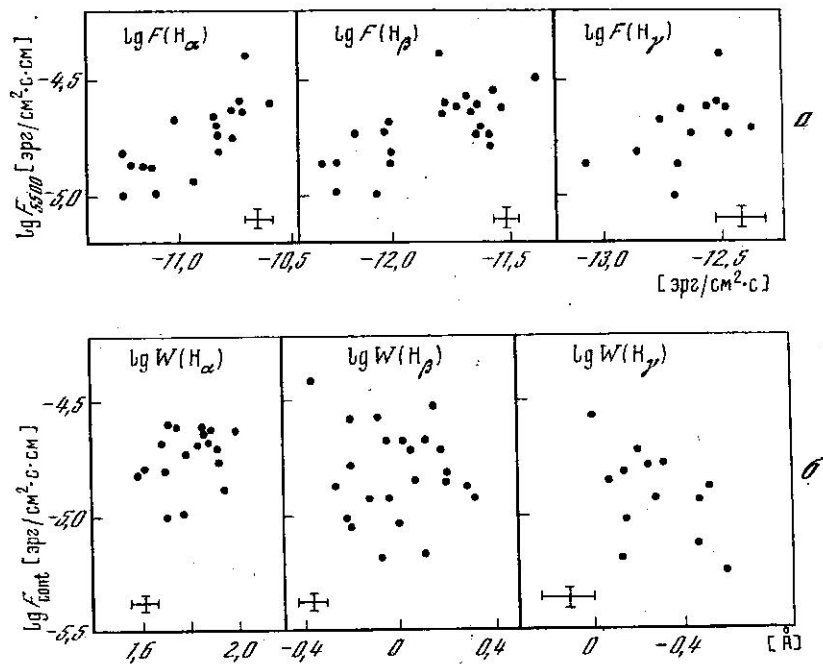 lg F(Hα) lg F(Hβ) lg F(Hγ)
lg F₅₅₀₀ [эрг/см²·с·см]
-4,5
-5,0
а
-11,0 -10,5 -12,0 -11,5 -13,0 -12,5
[эрг/см²·с]
lg W(Hα) lg W(Hβ) lg W(Hγ)
lg F cont [эрг/см²·с·см]
-4,5
-5,0
-5,5
б
1,6 2,0 -0,4 0 0,4 0 -0,4 [Å]